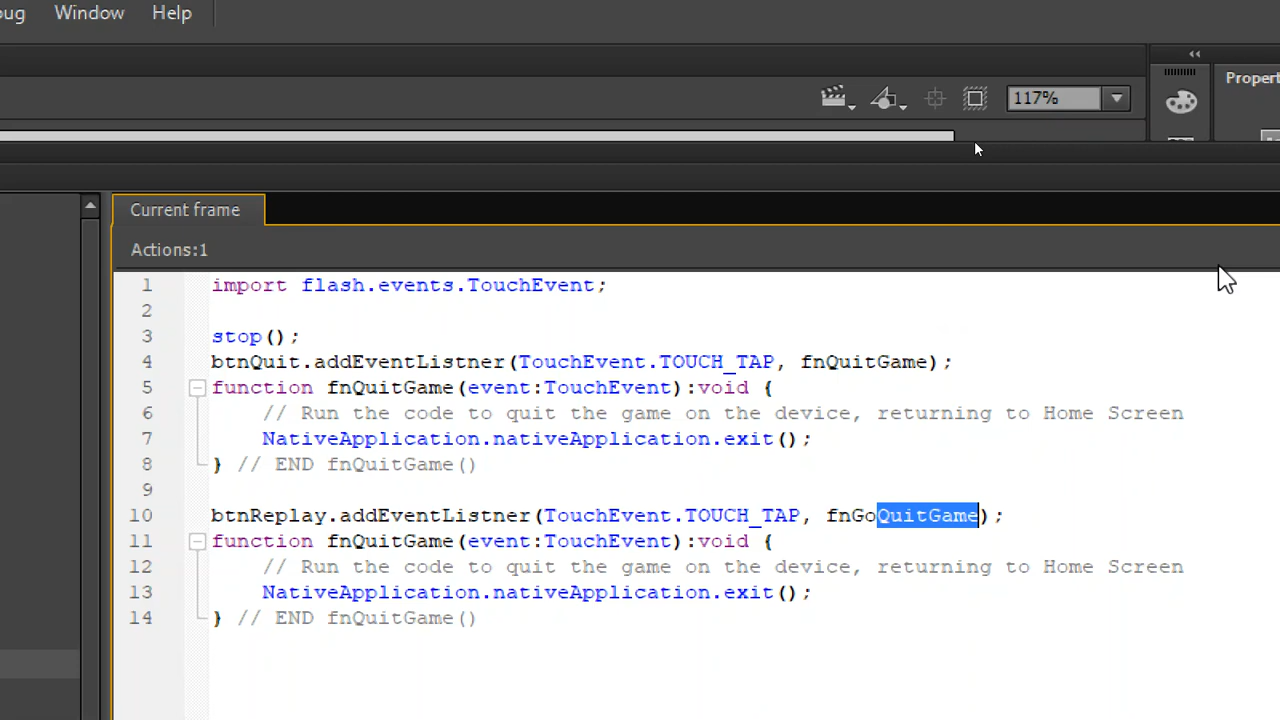 Window Help
117%
Current frame
Actions:1
1 import flash.events.TouchEvent;
2
3 stop();
4 btnQuit.addEventListner(TouchEvent.TOUCH_TAP, fnQuitGame);
5 function fnQuitGame(event:TouchEvent):void {
6 // Run the code to quit the game on the device, returning to Home Screen
7 NativeApplication.nativeApplication.exit();
8 } // END fnQuitGame()
9
10 btnReplay.addEventListner(TouchEvent.TOUCH_TAP, fnGoQuitGame);
11 function fnQuitGame(event:TouchEvent):void {
12 // Run the code to quit the game on the device, returning to Home Screen
13 NativeApplication.nativeApplication.exit();
14 } // END fnQuitGame()